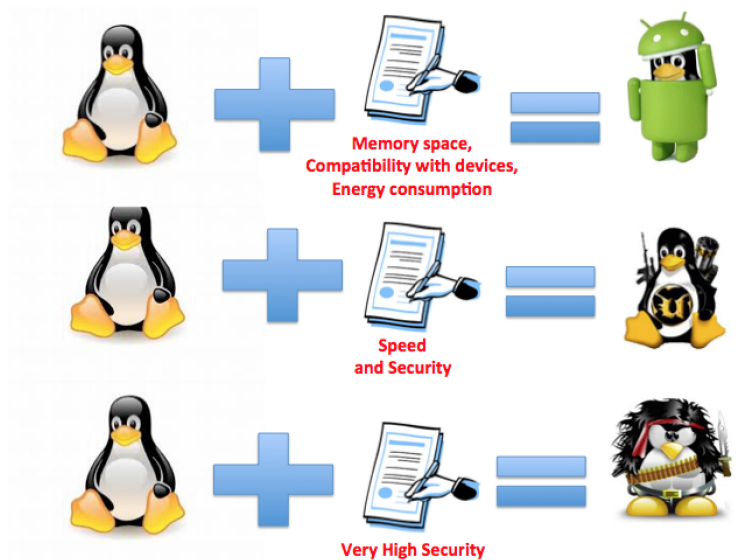 Memory space,
Compatibility with devices,
Energy consumption
Speed
and Security
Very High Security